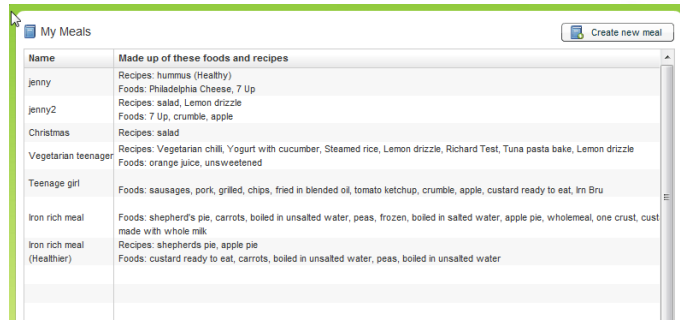 My Meals
Create new meal
Name Made up of these foods and recipes
jenny
Recipes: hummus (Healthy)
Foods: Philadelphia Cheese, 7 Up
jenny2
Recipes: salad, Lemon drizzle
Foods: 7 Up, crumble, apple
Christmas
Recipes: salad
Vegetarian teenager
Recipes: Vegetarian chilli, Yogurt with cucumber, Steamed rice, Lemon drizzle, Richard Test, Tuna pasta bake, Lemon drizzle
Foods: orange juice, unsweetened
Teenage girl
Foods: sausages, pork, grilled, chips, fried in blended oil, tomato ketchup, crumble, apple, custard ready to eat, Irn Bru
Iron rich meal
Foods: shepherd's pie, carrots, boiled in unsalted water, peas, frozen, boiled in salted water, apple pie, wholemeal, one crust, cust
made with whole milk
Iron rich meal
(Healthier)
Recipes: shepherds pie, apple pie
Foods: custard ready to eat, carrots, boiled in unsalted water, peas, boiled in unsalted water